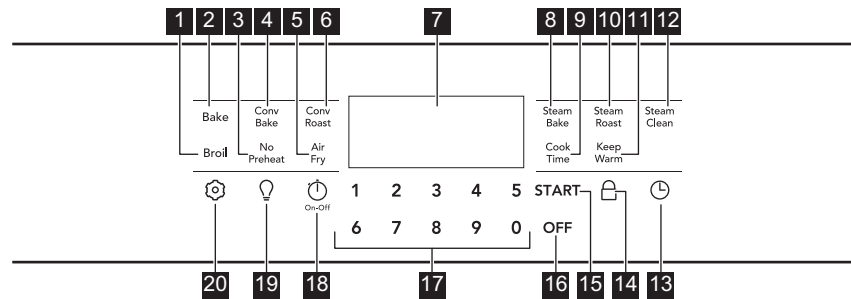 1 2 3 4 5 6 7 8 9 10 11 12
Bake Conv Bake Conv Roast Steam Bake Steam Roast Steam Clean
Broil No Preheat Air Fry Cook Time Keep Warm
On-Off 1 2 3 4 5 START
6 7 8 9 0 OFF
20 19 18 17 16 15 14 13